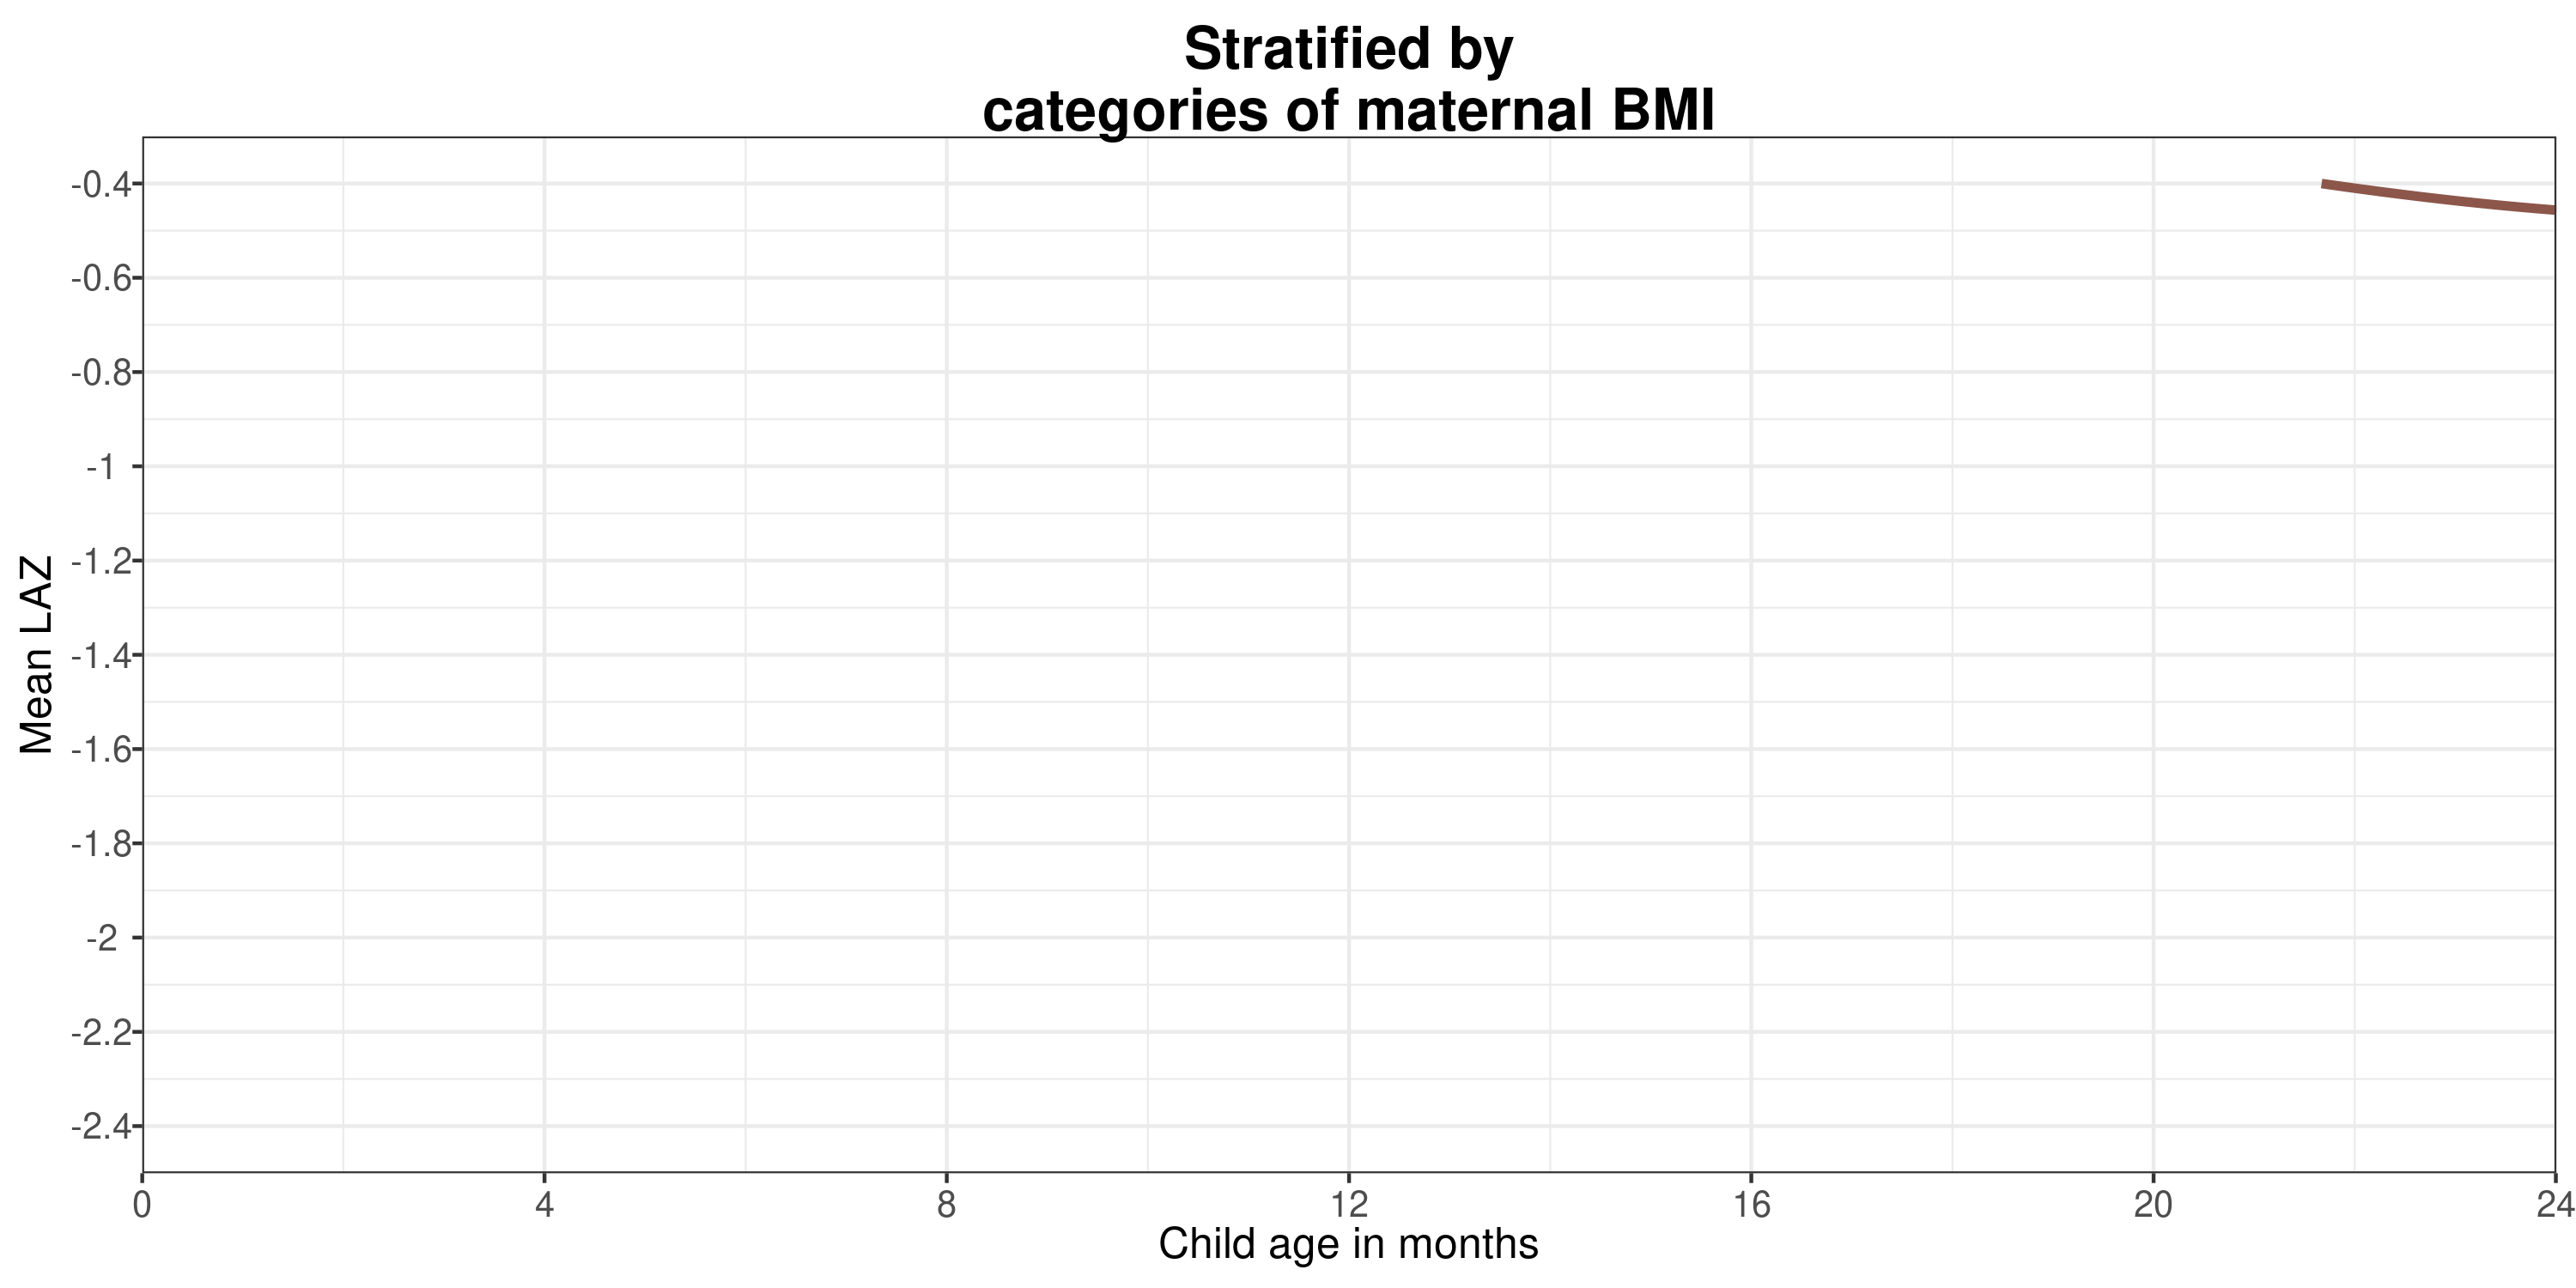 Stratified by
categories of maternal BMI
Mean LAZ
-0.4
-0.6
-0.8
-1
-1.2
-1.4
-1.6
-1.8
-2
-2.2
-2.4
0 4 8 12 16 20 24
Child age in months